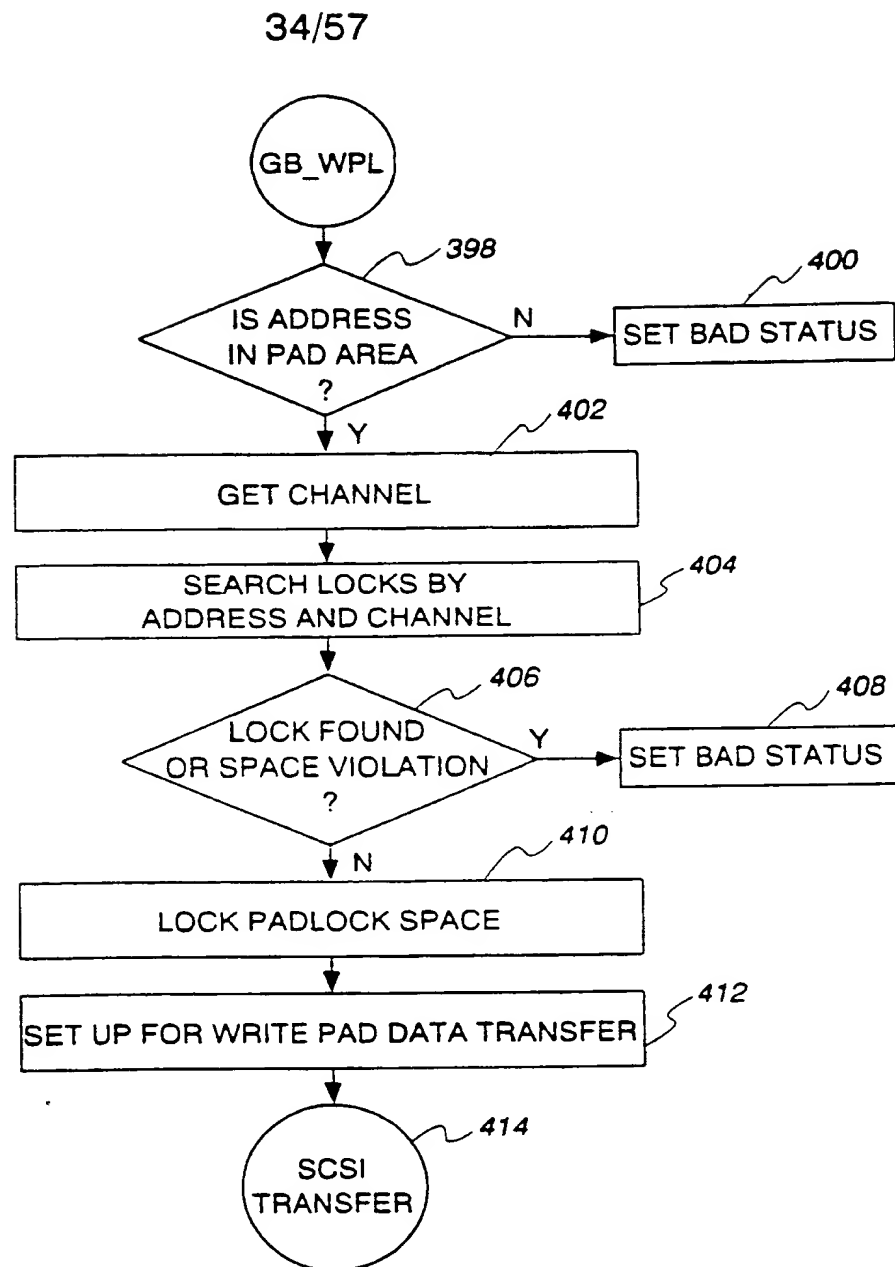 34/57
GB_WPL
398
IS ADDRESS
IN PAD AREA
?
N
400
SET BAD STATUS
Y
402
GET CHANNEL
SEARCH LOCKS BY
ADDRESS AND CHANNEL
404
406
LOCK FOUND
OR SPACE VIOLATION
?
Y
408
SET BAD STATUS
N
410
LOCK PADLOCK SPACE
412
SET UP FOR WRITE PAD DATA TRANSFER
414
SCSI
TRANSFER